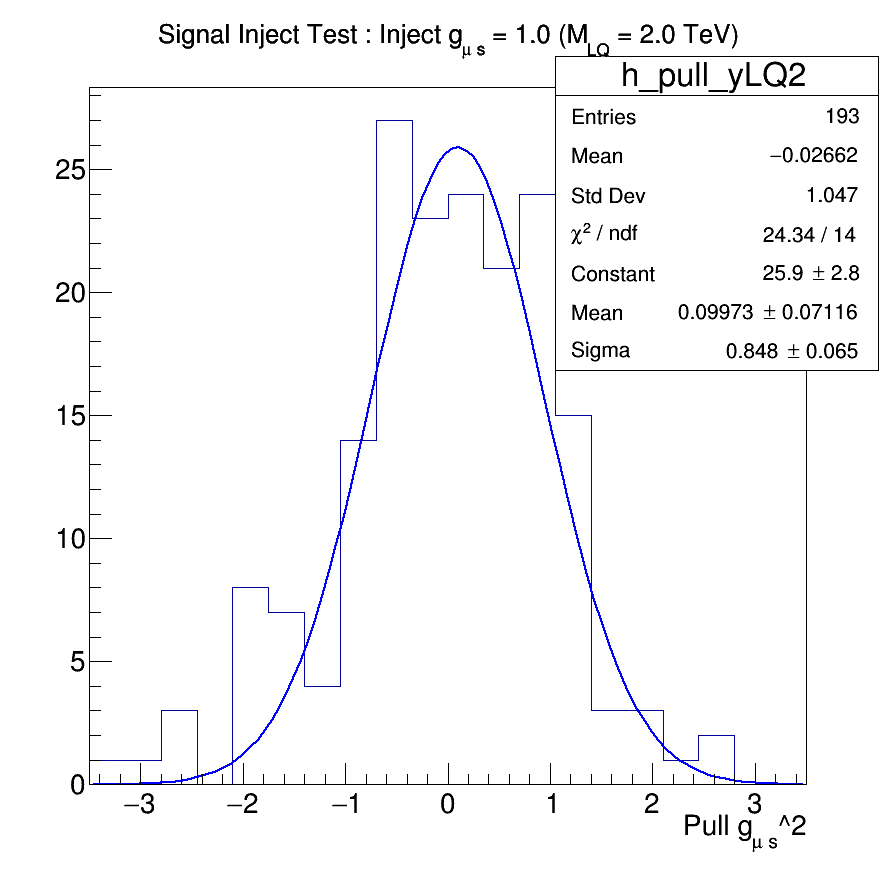 Signal Inject Test : Inject gμ s = 1.0 (MLQ = 2.0 TeV)
h_pull_yLQ2
Entries 193
Mean −0.02662
Std Dev 1.047
χ2 / ndf 24.34 / 14
Constant 25.9 ± 2.8
Mean 0.09973 ± 0.07116
Sigma 0.848 ± 0.065
25
20
15
10
5
0
−3 −2 −1 0 1 2 3
Pull gμ s^2